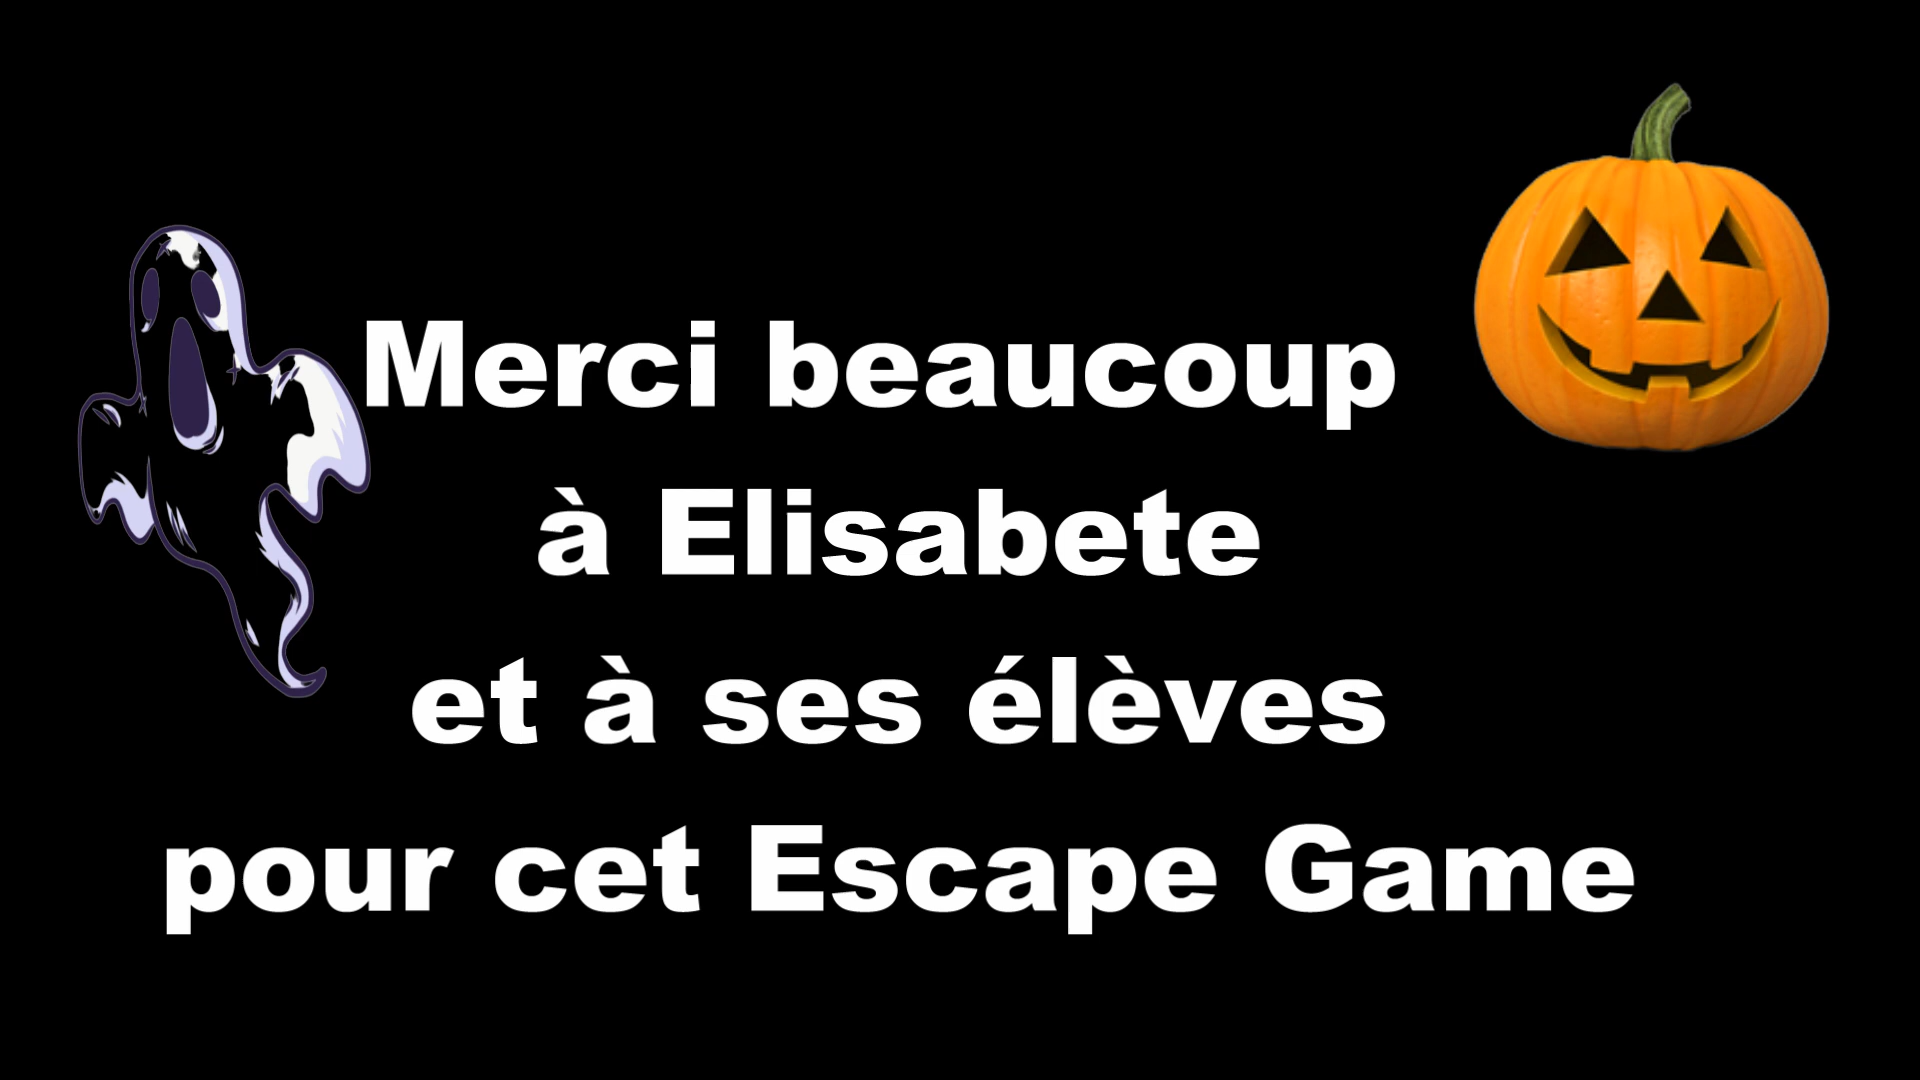 Merci beaucoup
à Elisabete
et à ses élèves
pour cet Escape Game